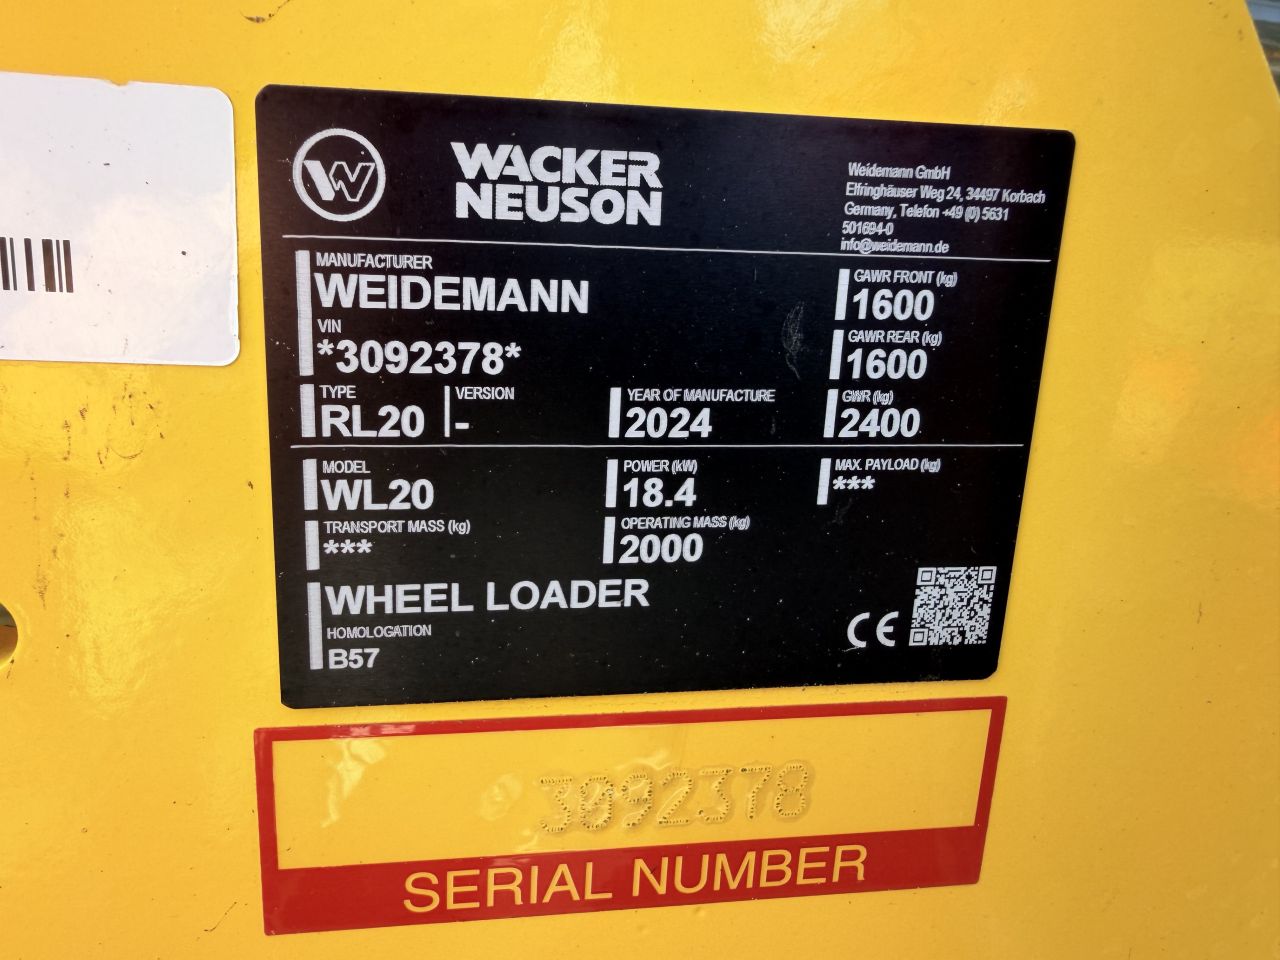 WACKER
NEUSON
Weidemann GmbH
Elfringhäuser Weg 24, 34497 Korbach
Germany, Telefon +49 (0) 5631
501694-0
info@weidemann.de
MANUFACTURER
WEIDEMANN
VIN
*3092378*
GAWR FRONT (kg)
1600
GAWR REAR (kg)
1600
TYPE VERSION YEAR OF MANUFACTURE GWR (kg)
RL20 - 2024 2400
MODEL POWER (kW) MAX. PAYLOAD (kg)
WL20 18.4 ***
TRANSPORT MASS (kg) OPERATING MASS (kg)
*** 2000
WHEEL LOADER
HOMOLOGATION
B57
CE
3092378
SERIAL NUMBER